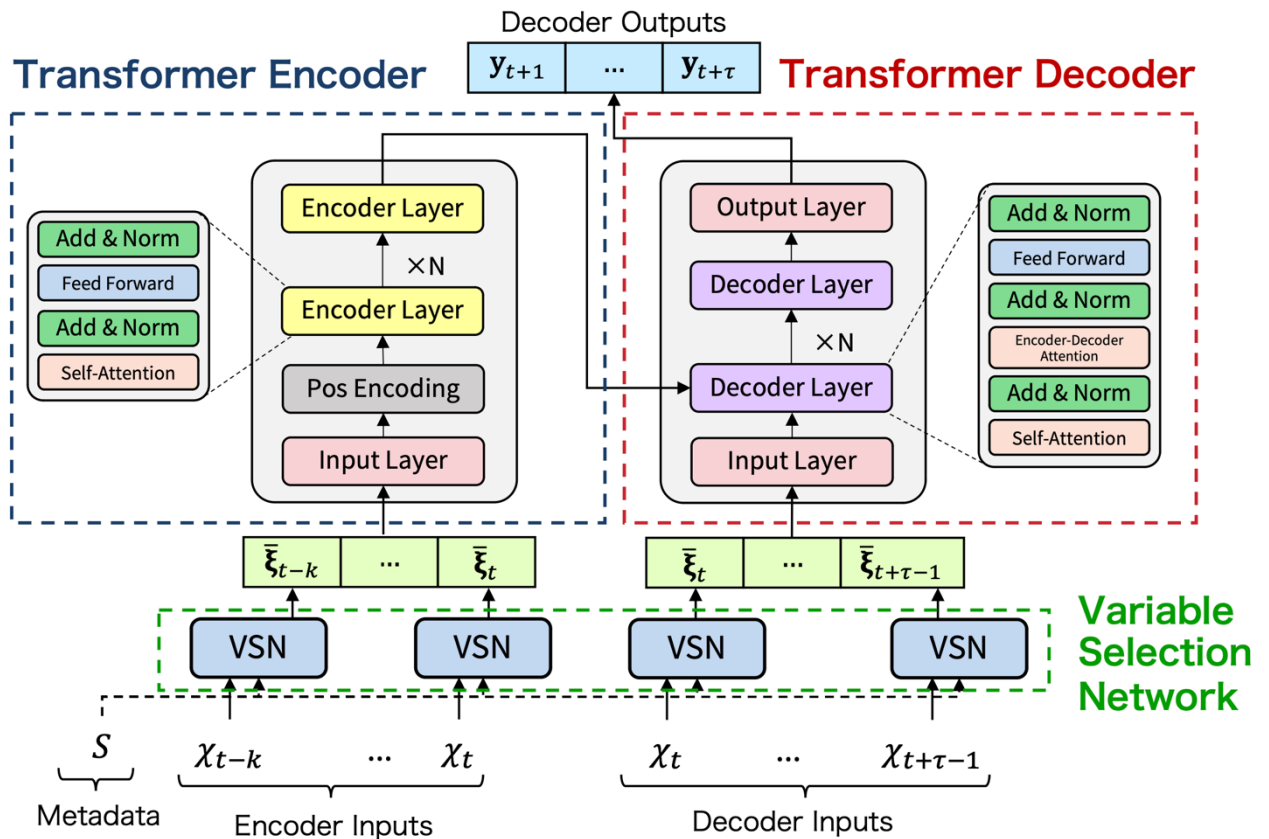 Decoder Outputs
y_{t+1} ... y_{t+τ}
Transformer Encoder
Transformer Decoder
Add & Norm
Feed Forward
Add & Norm
Self-Attention
Encoder Layer
×N
Encoder Layer
Pos Encoding
Input Layer
Output Layer
Decoder Layer
×N
Decoder Layer
Input Layer
Add & Norm
Feed Forward
Add & Norm
Encoder-Decoder
Attention
Add & Norm
Self-Attention
ξ̄_{t−k} ... ξ̄_t
ξ̄_t ... ξ̄_{t+τ−1}
VSN
VSN
VSN
VSN
Variable
Selection
Network
S
χ_{t−k} ... χ_t
χ_t ... χ_{t+τ−1}
Metadata
Encoder Inputs
Decoder Inputs